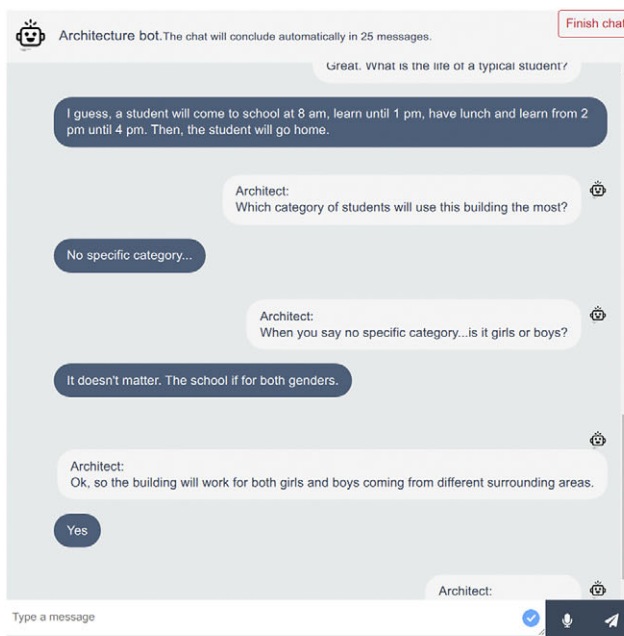 Finish chat
Architecture bot.The chat will conclude automatically in 25 messages.
Great. What is the life of a typical student?
I guess, a student will come to school at 8 am, learn until 1 pm, have lunch and learn from 2
pm until 4 pm. Then, the student will go home.
Architect:
Which category of students will use this building the most?
No specific category...
Architect:
When you say no specific category...is it girls or boys?
It doesn't matter. The school if for both genders.
Architect:
Ok, so the building will work for both girls and boys coming from different surrounding areas.
Yes
Architect:
Type a message